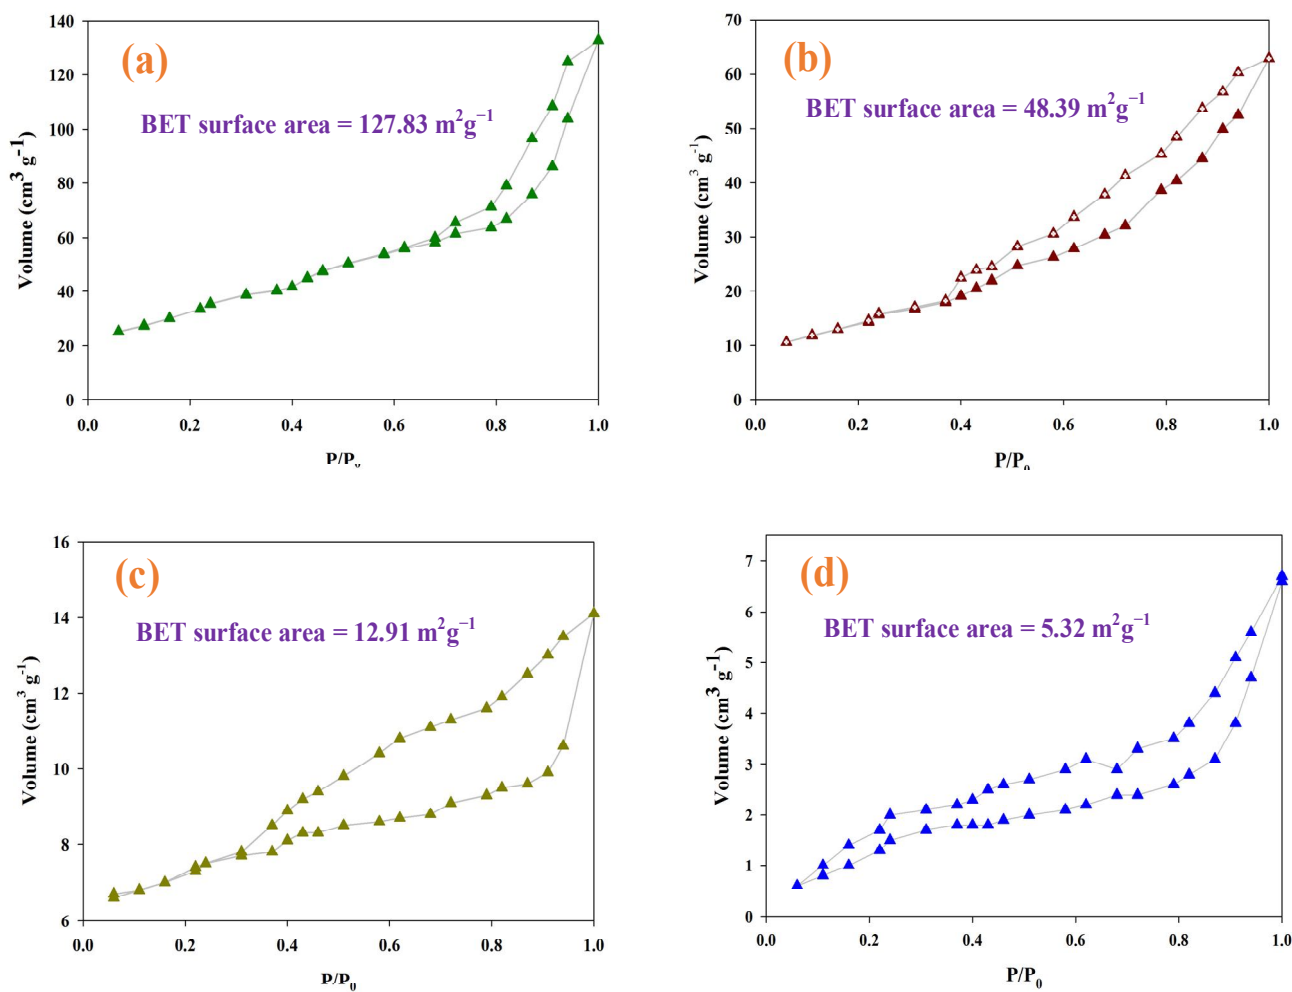 (a)
BET surface area = 127.83 m²g⁻¹
Volume (cm³ g⁻¹)
140
120
100
80
60
40
20
0
0.0 0.2 0.4 0.6 0.8 1.0
P/P₀
(b)
BET surface area = 48.39 m²g⁻¹
Volume (cm³ g⁻¹)
70
60
50
40
30
20
10
0
0.0 0.2 0.4 0.6 0.8 1.0
P/P₀
(c)
BET surface area = 12.91 m²g⁻¹
Volume (cm³ g⁻¹)
16
14
12
10
8
6
0.0 0.2 0.4 0.6 0.8 1.0
P/P₀
(d)
BET surface area = 5.32 m²g⁻¹
Volume (cm³ g⁻¹)
7
6
5
4
3
2
1
0
0.0 0.2 0.4 0.6 0.8 1.0
P/P₀